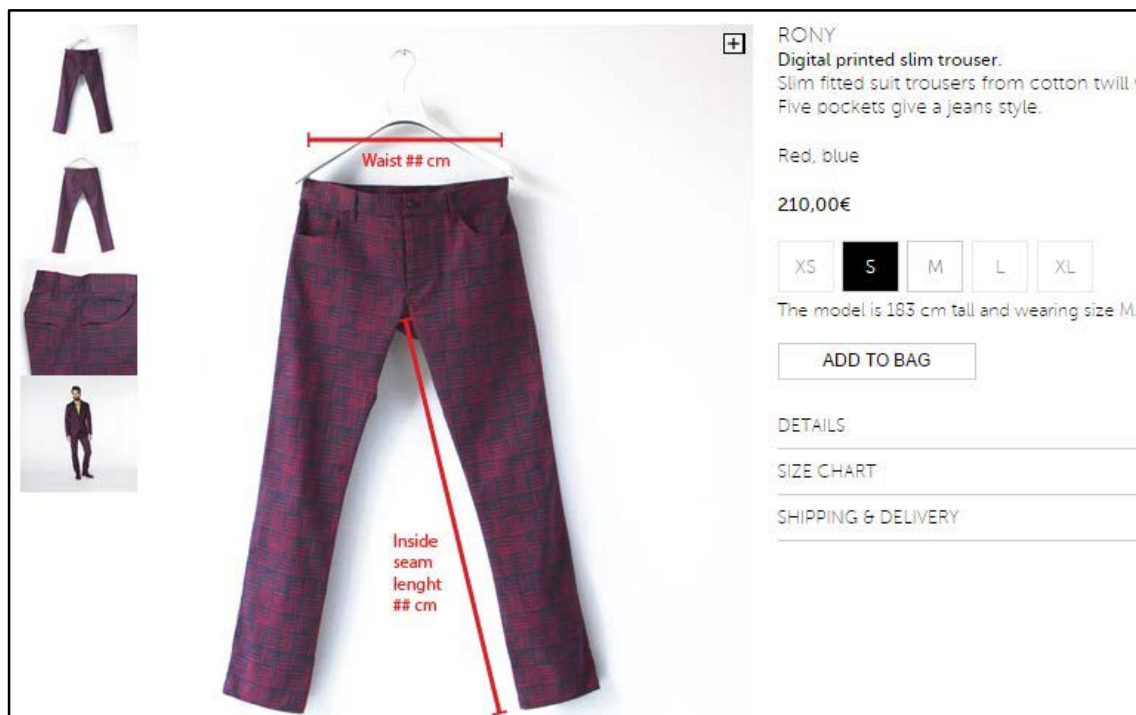 Waist ## cm
Inside
seam
lenght
## cm
RONY
Digital printed slim trouser.
Slim fitted suit trousers from cotton twill
Five pockets give a jeans style.
Red, blue
210,00€
XS S M L XL
The model is 183 cm tall and wearing size M.
ADD TO BAG
DETAILS
SIZE CHART
SHIPPING & DELIVERY